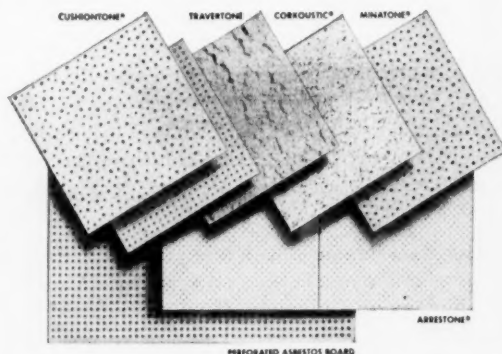 CUSHIONTONE® TRAVERTONE CORKOUSTIC® MINATONE®
ARRESTONE®
PERFORATED ASBESTOS BOARD